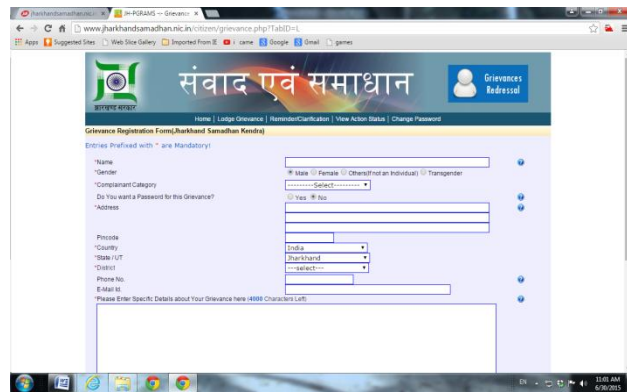 jharkhandsamadhan.nic.i
JH-PGRAMS --- Grievance
www.jharkhandsamadhan.nic.in/citizen/grievance.php?TabID=L
Apps Suggested Sites Web Slice Gallery Imported From IE i came Google Gmail games
संवाद एवं समाधान
झारखण्ड सरकार
Grievances
Redressal
Home | Lodge Grievance | Reminder/Clarification | View Action Status | Change Password
Grievance Registration Form(Jharkhand Samadhan Kendra)
Entries Prefixed with * are Mandatory!
*Name
*Gender Male Female Others(If not an Individual) Transgender
*Complainant Category ---------Select---------
Do You want a Password for this Grievance? Yes No
*Address
Pincode
*Country India
*State / UT Jharkhand
*District ---select---
Phone No.
E-Mail Id.
*Please Enter Specific Details about Your Grievance here (4000 Characters Left)
EN
11:01 AM
6/30/2015